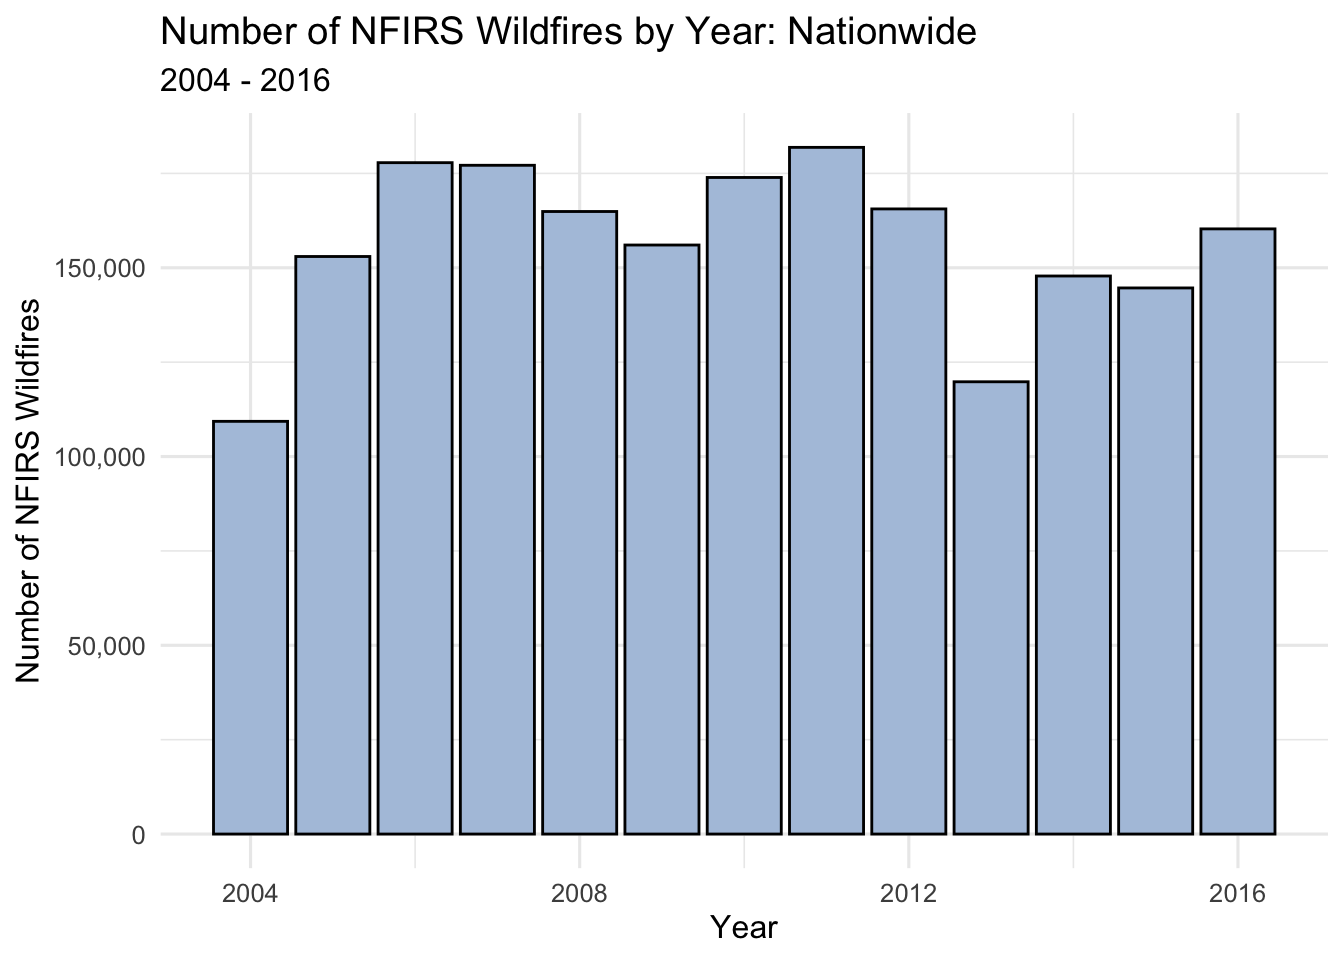 Number of NFIRS Wildfires by Year: Nationwide
2004 - 2016
Number of NFIRS Wildfires
150,000
100,000
50,000
0
2004 2008 2012 2016
Year